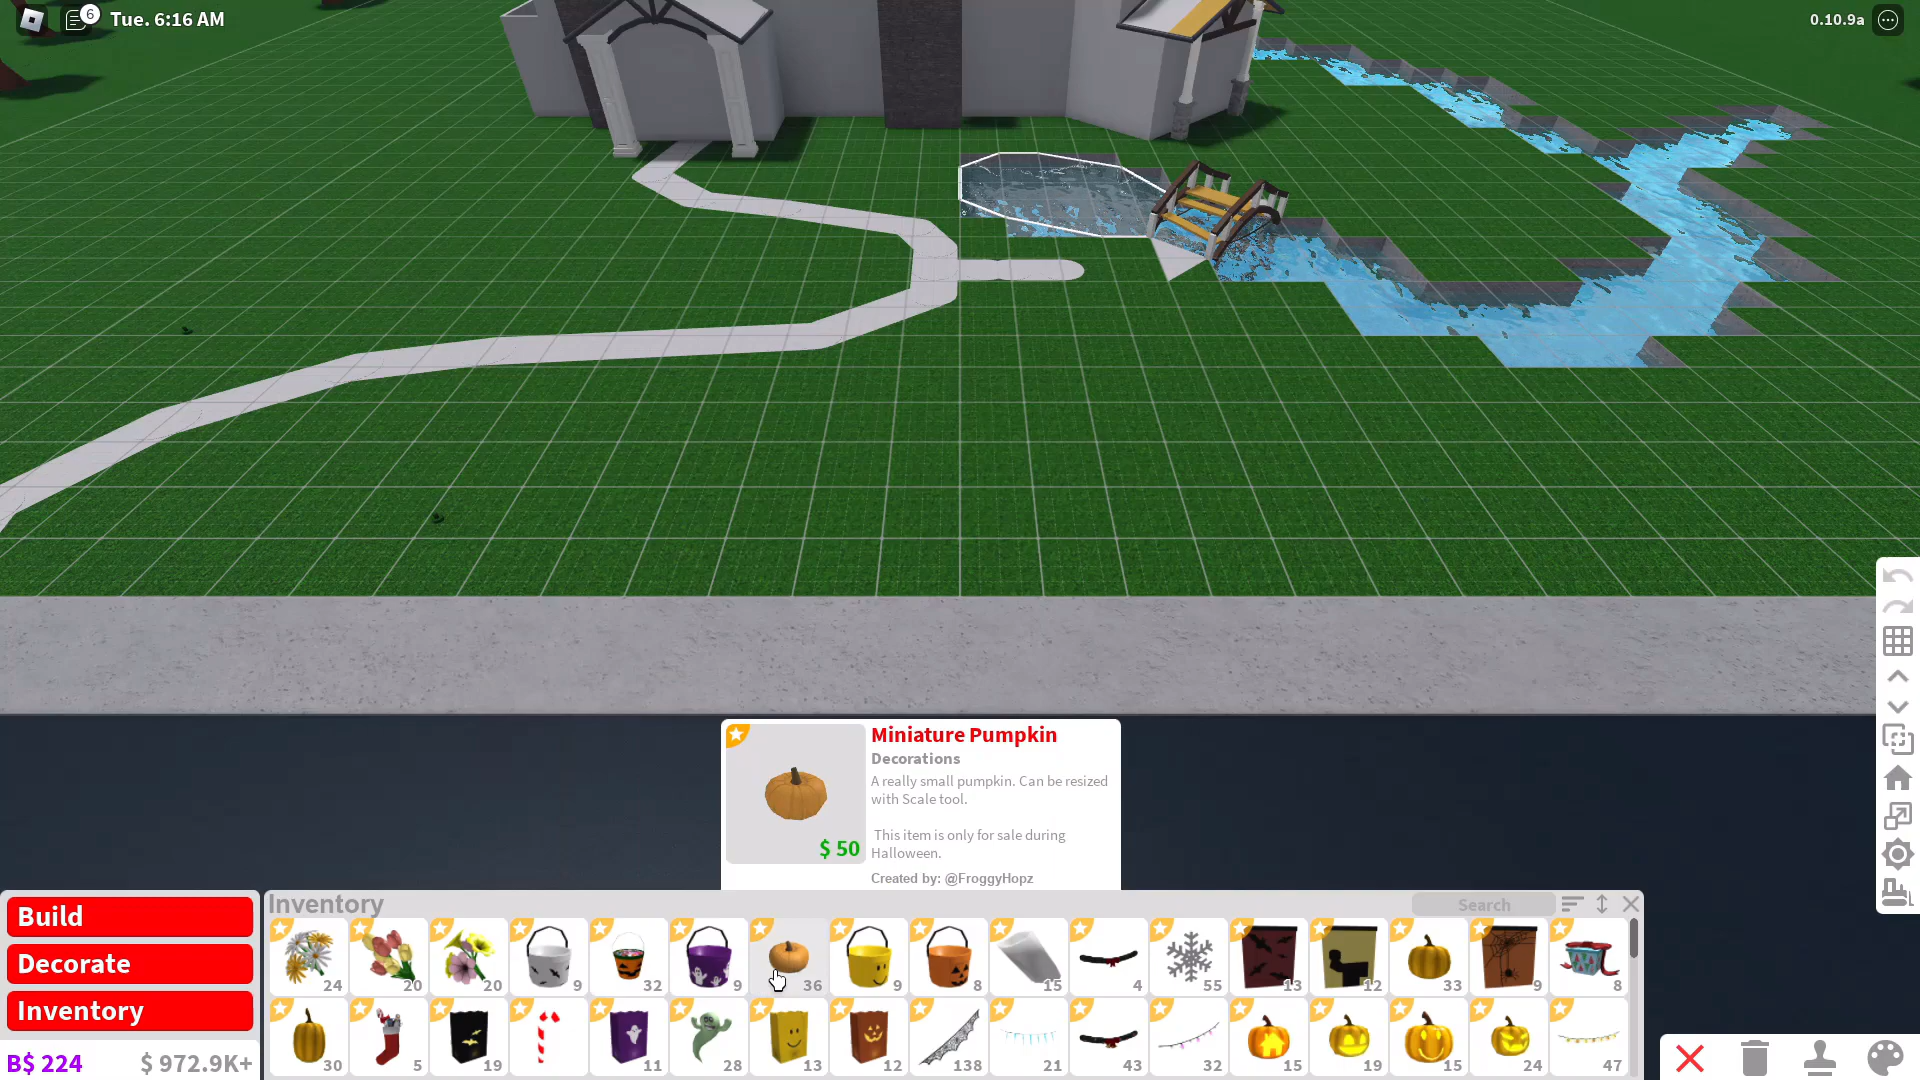 6 Tue. 6:16 AM
0.10.9a
Miniature Pumpkin
Decorations
A really small pumpkin. Can be resized
with Scale tool.
This item is only for sale during
Halloween.
$ 50
Created by: @FroggyHopz
Build
Decorate
Inventory
B$ 224 $ 972.9K+
Inventory
Search
24 20 20 9 32 9 36 9 8 15 4 55 13 12 33 9 8
30 5 19 11 28 13 12 138 21 43 32 15 19 15 24 47